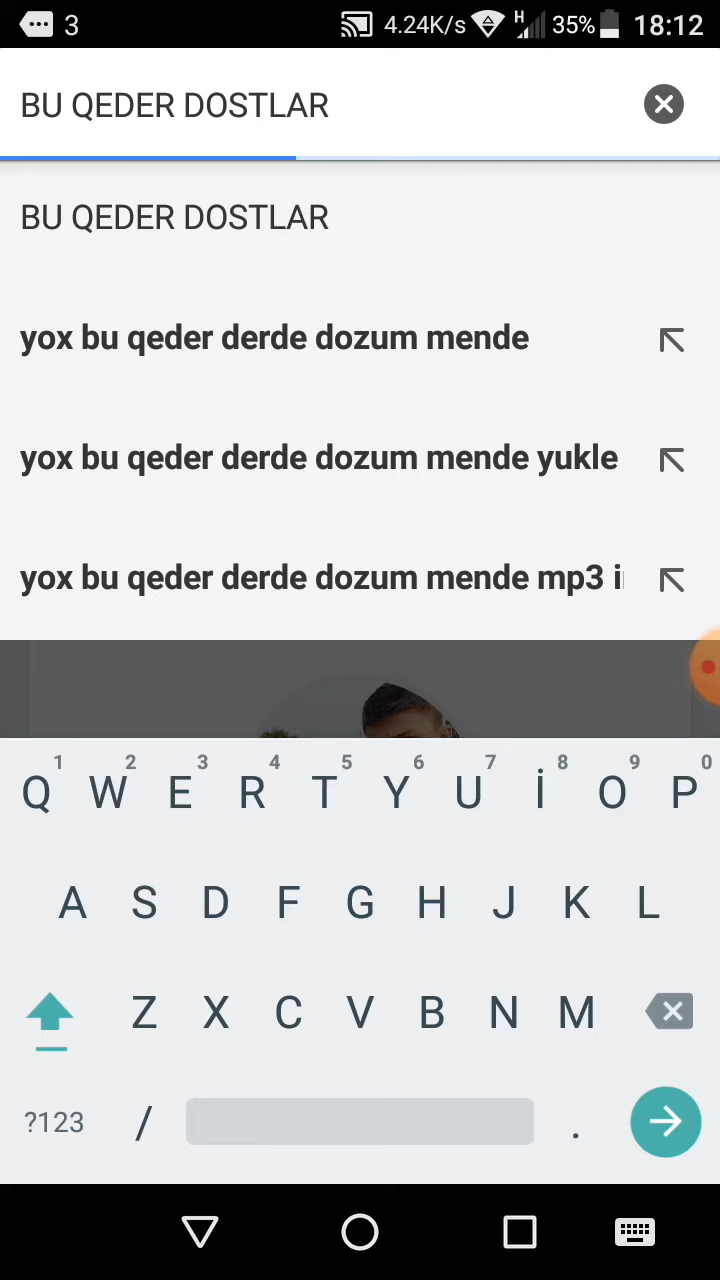 3 4.24K/s H 35% 18:12
BU QEDER DOSTLAR
BU QEDER DOSTLAR
yox bu qeder derde dozum mende
yox bu qeder derde dozum mende yukle
yox bu qeder derde dozum mende mp3
1 2 3 4 5 6 7 8 9 0
Q W E R T Y U İ O P
A S D F G H J K L
Z X C V B N M
?123 / .